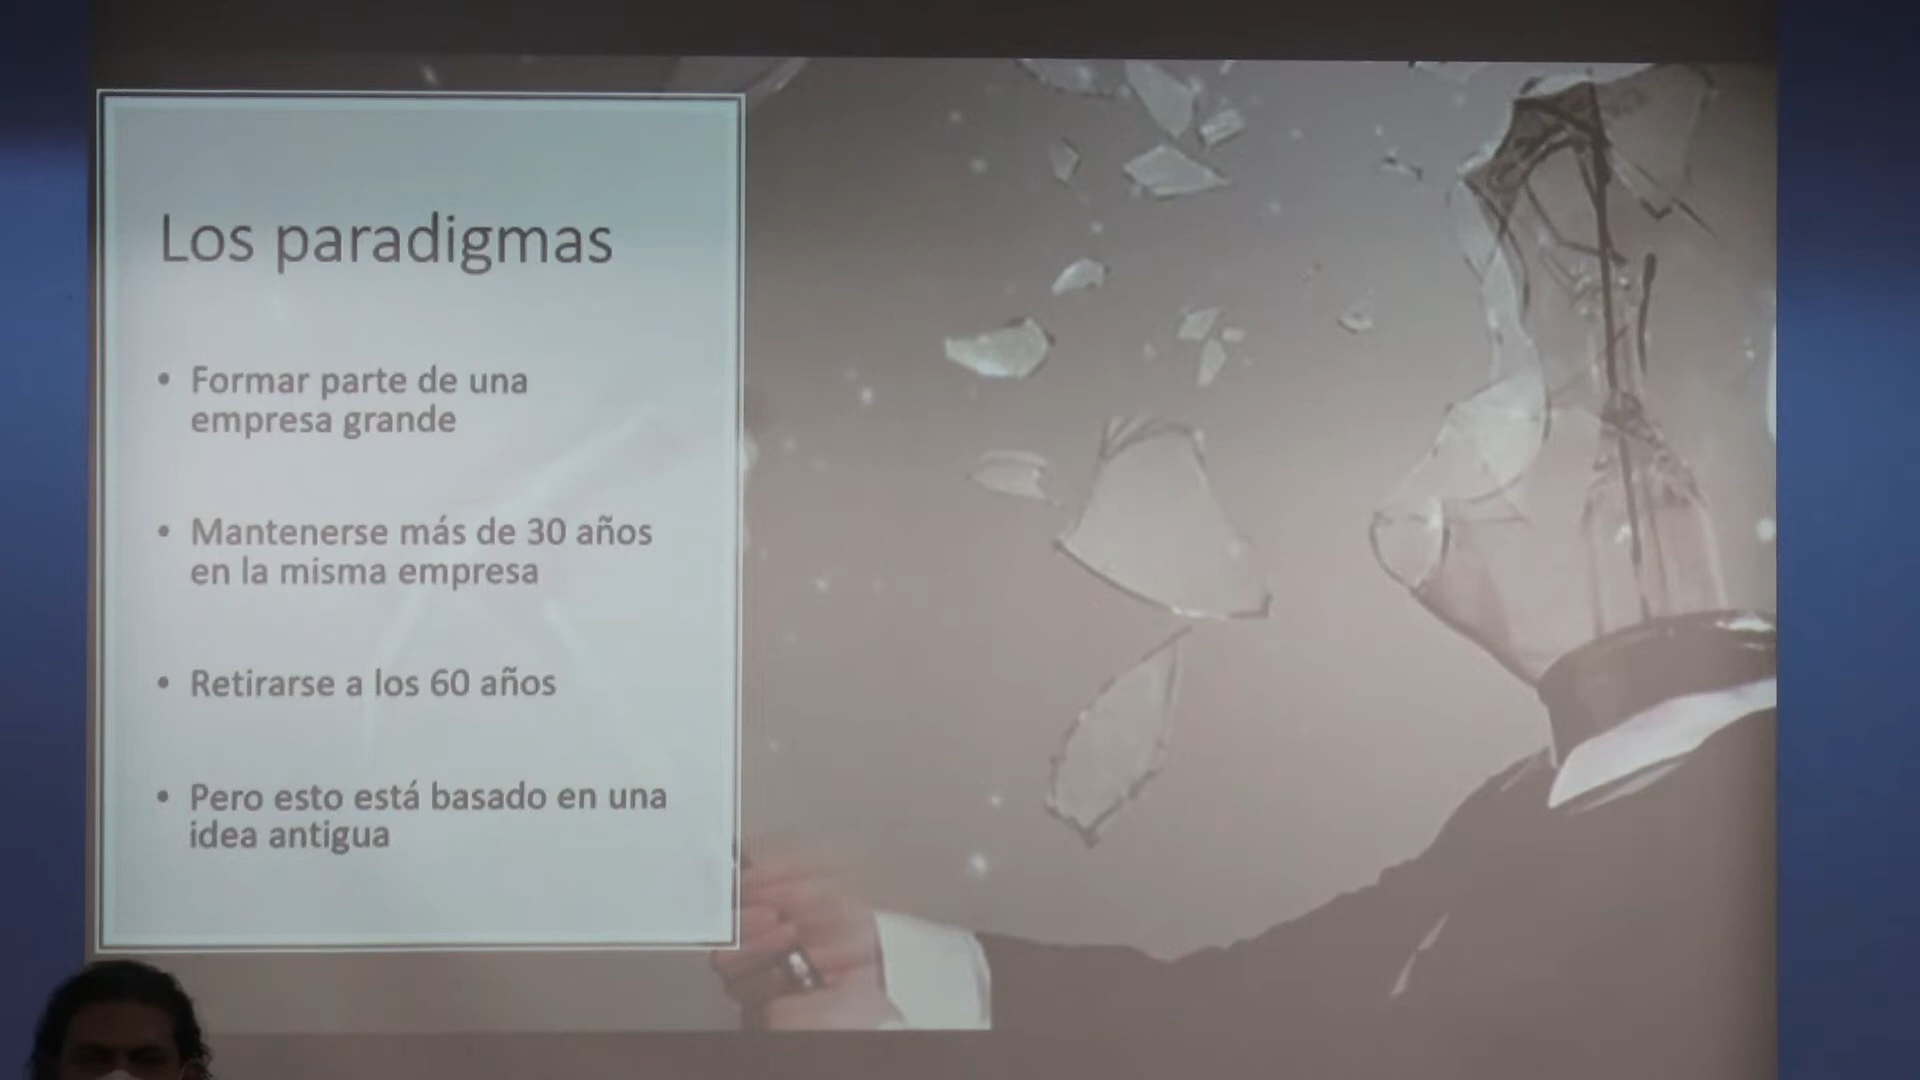 Los paradigmas
• Formar parte de una
empresa grande
• Mantenerse más de 30 años
en la misma empresa
• Retirarse a los 60 años
• Pero esto está basado en una
idea antigua